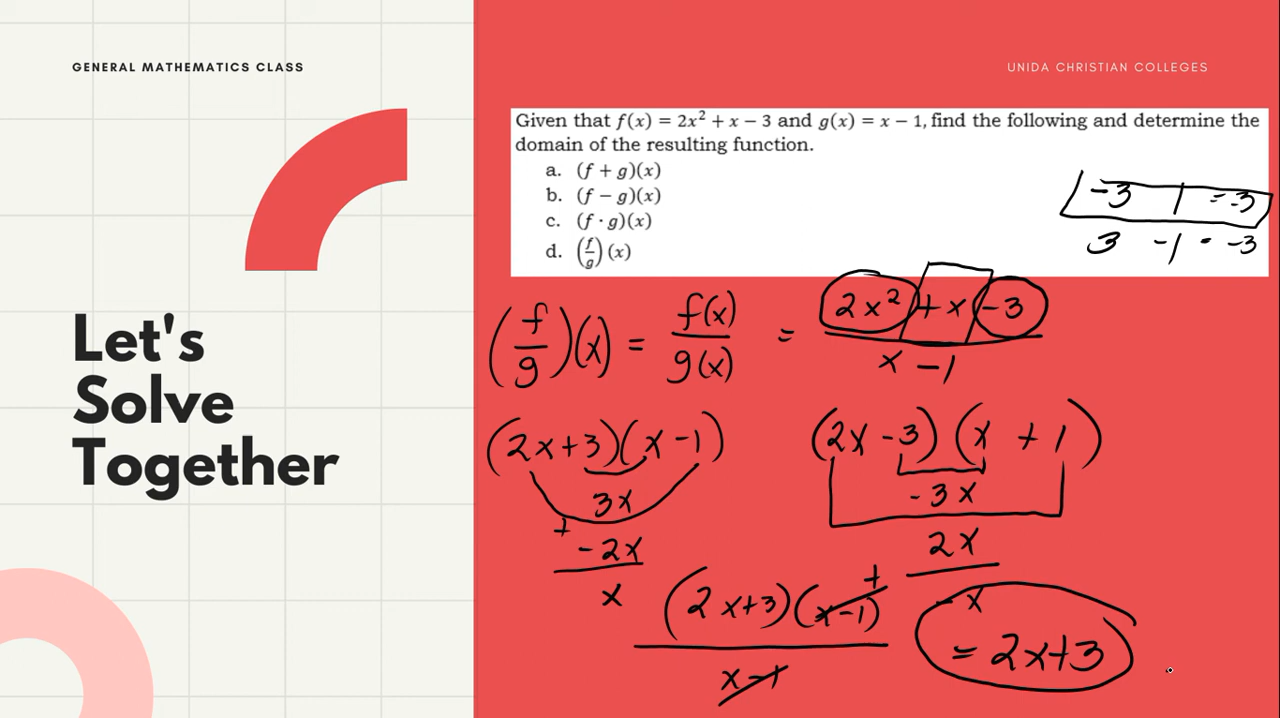 GENERAL MATHEMATICS CLASS
UNIDA CHRISTIAN COLLEGES
Let's
Solve
Together
Given that f(x) = 2x² + x − 3 and g(x) = x − 1, find the following and determine the
domain of the resulting function.
a. (f + g)(x)
b. (f − g)(x)
c. (f · g)(x)
d. (f/g)(x)
-3 1 = -3
3 -1 = -3
(f/g)(x) = f(x)/g(x) = 2x² + x - 3 / x - 1
(2x+3)(x-1)
3x
+ -2x
x
(2x-3)(x+1)
-3x
+ 2x
-x
(2x+3)(x-1)
x-1
= 2x+3